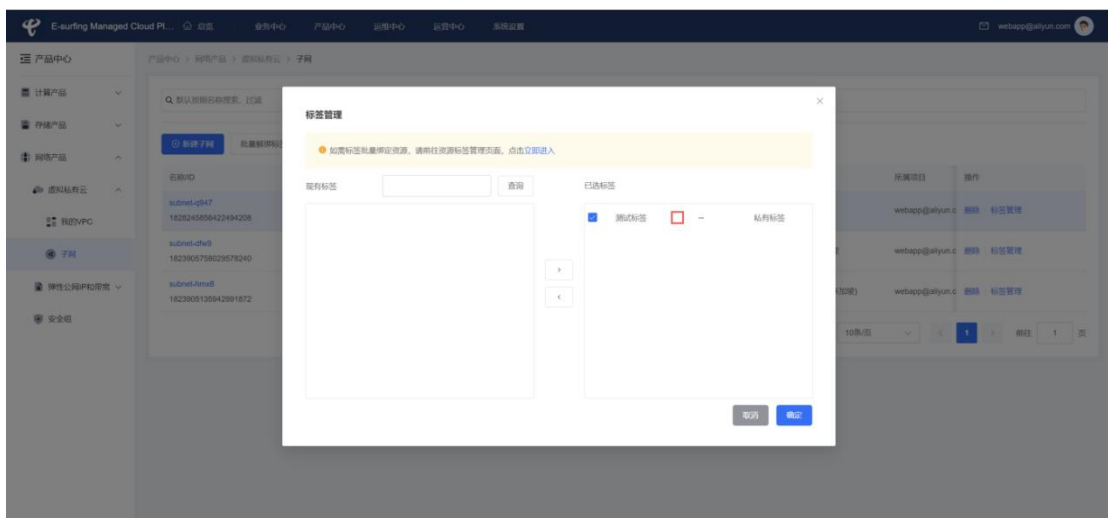 E-surfing Managed Cloud Pl... 总览 业务中心 产品中心 运维中心 运营中心 系统设置 webapp@aliyun.com
产品中心
产品中心 > 网络产品 > 虚拟私有云 > 子网
计算产品
存储产品
网络产品
虚拟私有云
我的VPC
子网
弹性公网IP和带宽
安全组
默认按照名称搜索、过滤
新建子网 批量解绑标签
名称/ID 所属项目 操作
subnet-q947
1828245856422494208 webapp@aliyun.c 删除 标签管理
subnet-dfw9
1823905758029578240 webapp@aliyun.c 删除 标签管理
subnet-hmx8
1823905135942991872 webapp@aliyun.c 删除 标签管理
10条/页 < 1 > 前往 1 页
标签管理 ×
如需标签批量绑定资源,请前往资源标签管理页面,点击立即进入
现有标签 查询 已选标签
测试标签 -- 私有标签
>
<
取消 确定